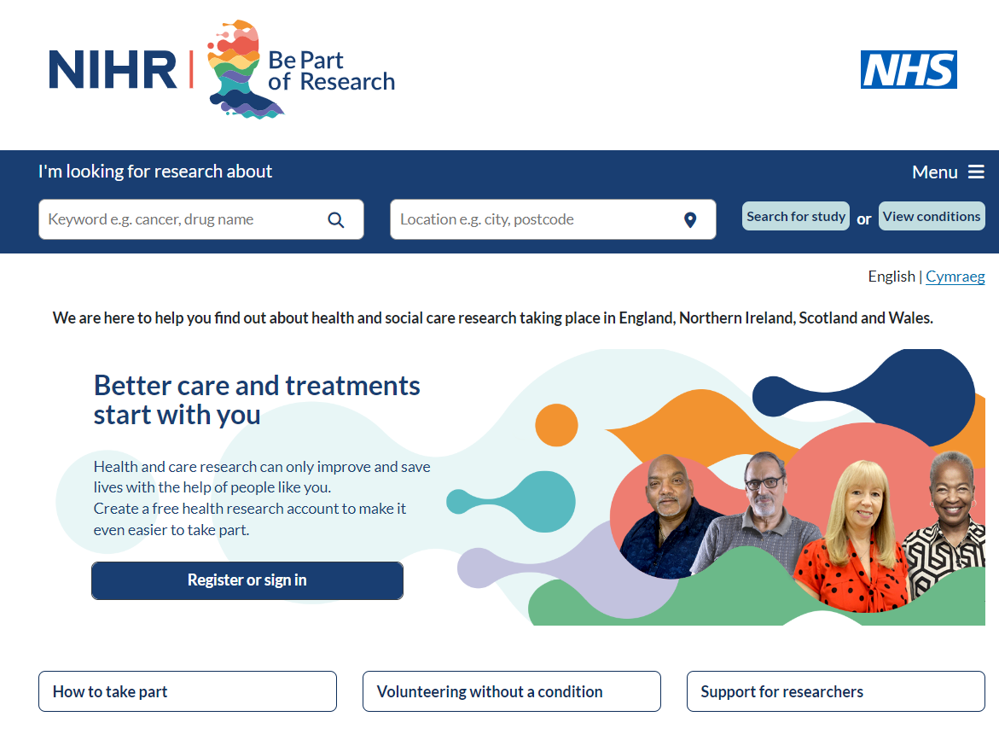 NIHR | Be Part
of Research
NHS
I'm looking for research about
Menu
Keyword e.g. cancer, drug name
Location e.g. city, postcode
Search for study or View conditions
English | Cymraeg
We are here to help you find out about health and social care research taking place in England, Northern Ireland, Scotland and Wales.
Better care and treatments
start with you
Health and care research can only improve and save
lives with the help of people like you.
Create a free health research account to make it
even easier to take part.
Register or sign in
How to take part
Volunteering without a condition
Support for researchers